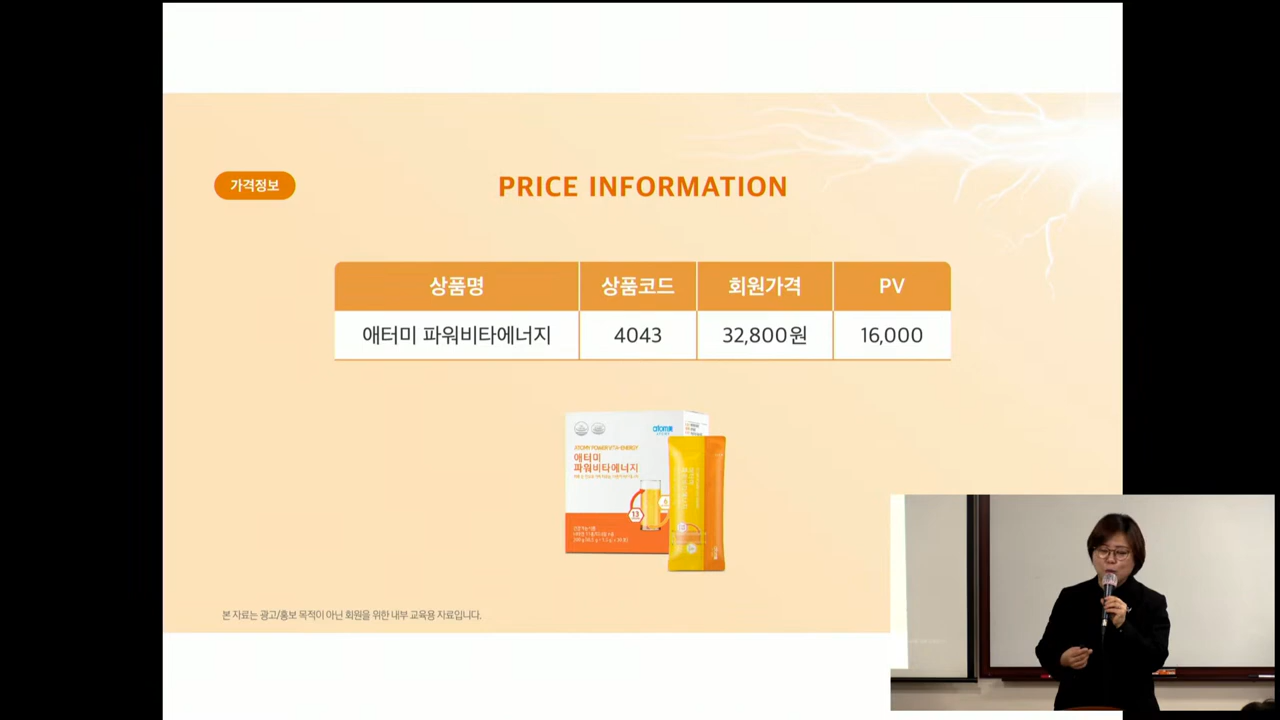 가격정보
PRICE INFORMATION
상품명 상품코드 회원가격 PV
애터미 파워비타에너지 4043 32,800원 16,000
atomy
ATOMY POWER VITA-ENERGY
애터미
파워비타에너지
13
본 자료는 광고/홍보 목적이 아닌 회원을 위한 내부 교육용 자료입니다.